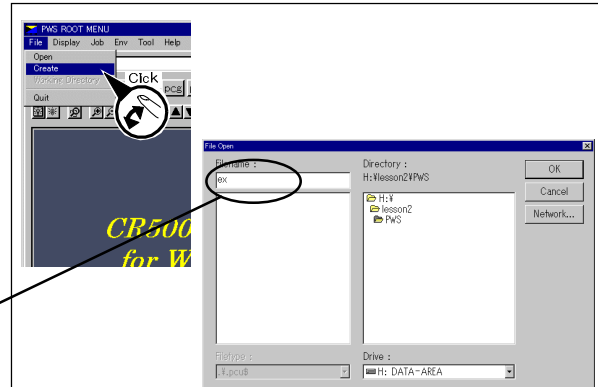 PWS ROOT MENU
File Display Job Env Tool Help
Open
Create
Working Directory
Quit
Click
pcg
CR500
for W
File Open
Filename :
ex
Directory :
H:¥lesson2¥PWS
H:¥
lesson2
PWS
OK
Cancel
Network...
Filetype :
.¥.pcu$
Drive :
H: DATA-AREA